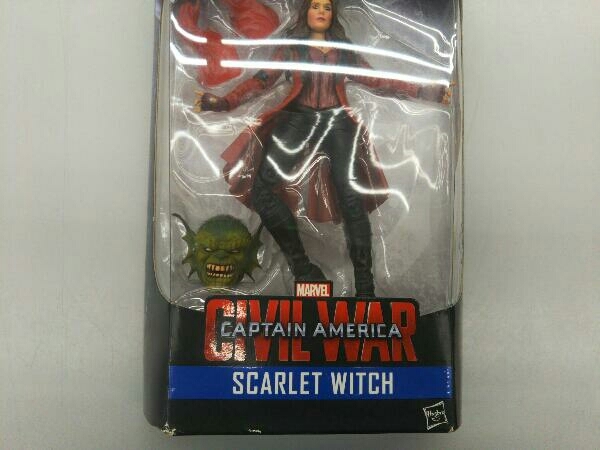 MARVEL
CIVIL WAR
CAPTAIN AMERICA
SCARLET WITCH
Hasbro